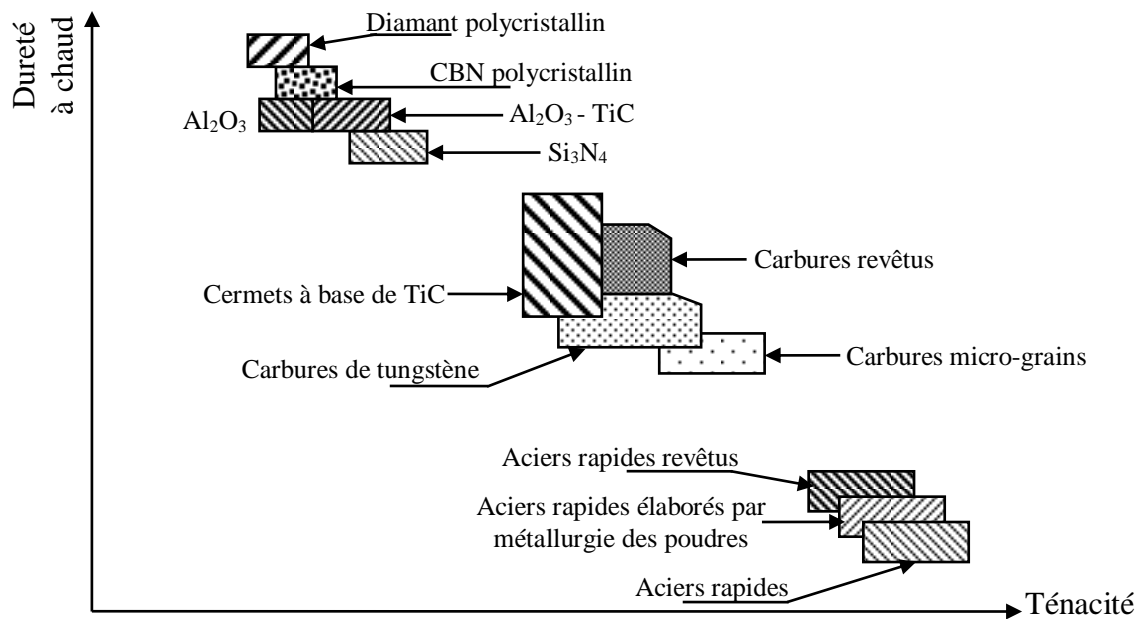 Dureté
à chaud
Diamant polycristallin
CBN polycristallin
Al₂O₃
Al₂O₃ - TiC
Si₃N₄
Carbures revêtus
Cermets à base de TiC
Carbures de tungstène
Carbures micro-grains
Aciers rapides revêtus
Aciers rapides élaborés par
métallurgie des poudres
Aciers rapides
Ténacité